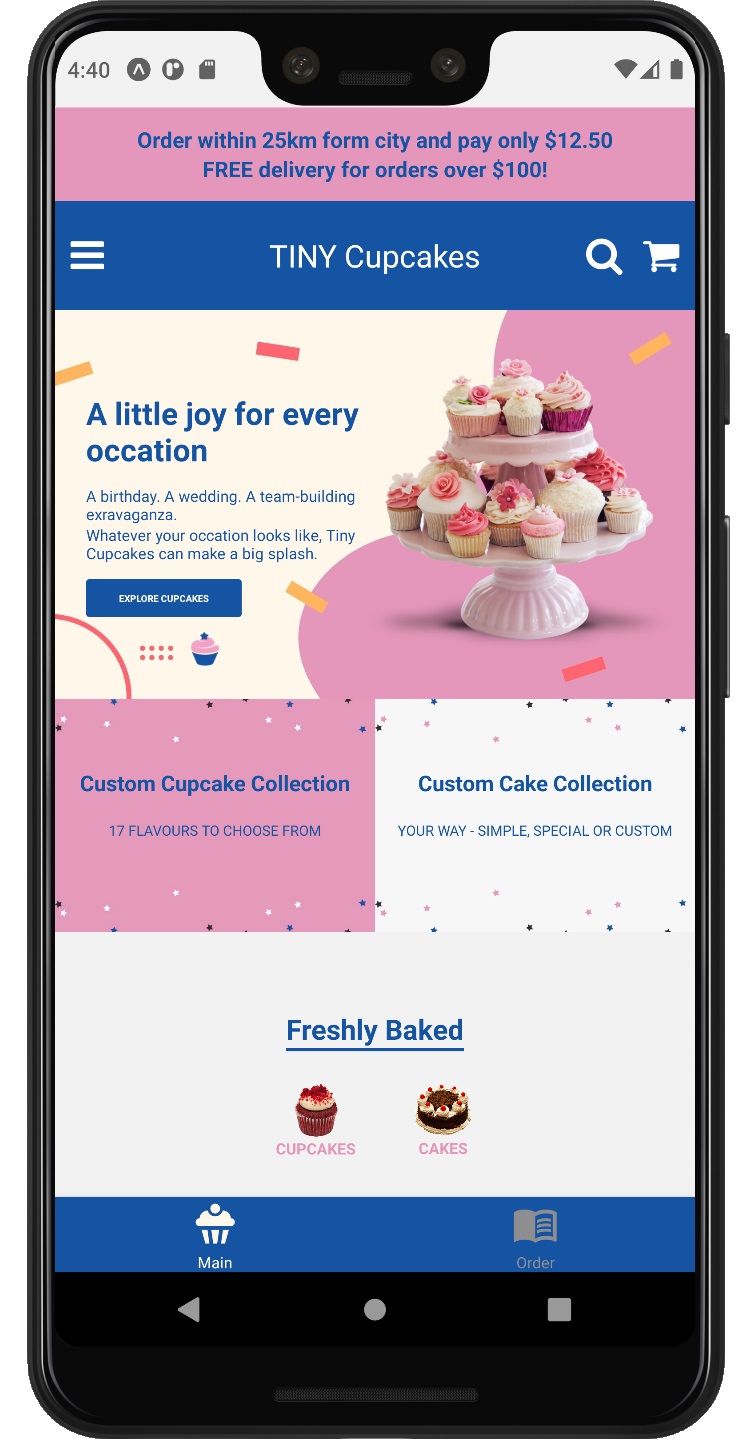 4:40
Order within 25km form city and pay only $12.50
FREE delivery for orders over $100!
TINY Cupcakes
A little joy for every
occation
A birthday. A wedding. A team-building
exravaganza.
Whatever your occation looks like, Tiny
Cupcakes can make a big splash.
EXPLORE CUPCAKES
Custom Cupcake Collection
17 FLAVOURS TO CHOOSE FROM
Custom Cake Collection
YOUR WAY - SIMPLE, SPECIAL OR CUSTOM
Freshly Baked
CUPCAKES
CAKES
Main
Order